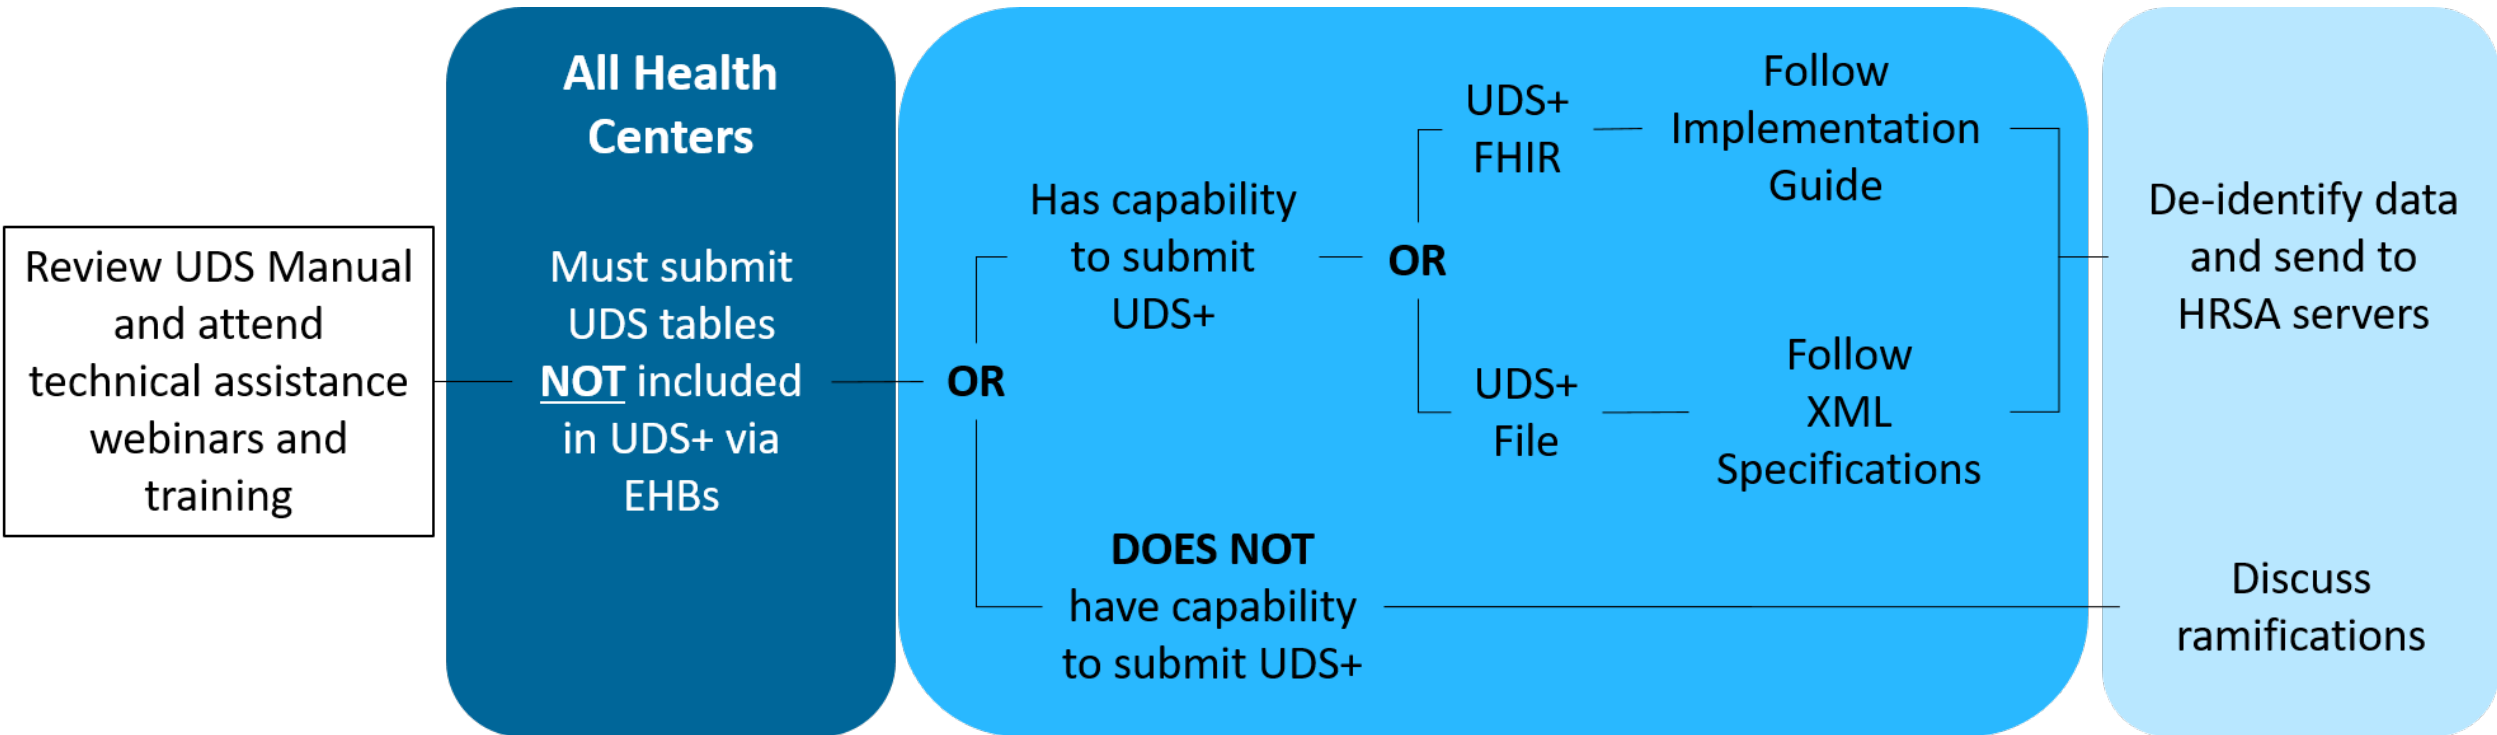 Review UDS Manual
and attend
technical assistance
webinars and
training
All Health
Centers
Must submit
UDS tables
NOT included
in UDS+ via
EHBs
OR
Has capability
to submit
UDS+
OR
UDS+
FHIR
Follow
Implementation
Guide
UDS+
File
Follow
XML
Specifications
DOES NOT
have capability
to submit UDS+
De-identify data
and send to
HRSA servers
Discuss
ramifications